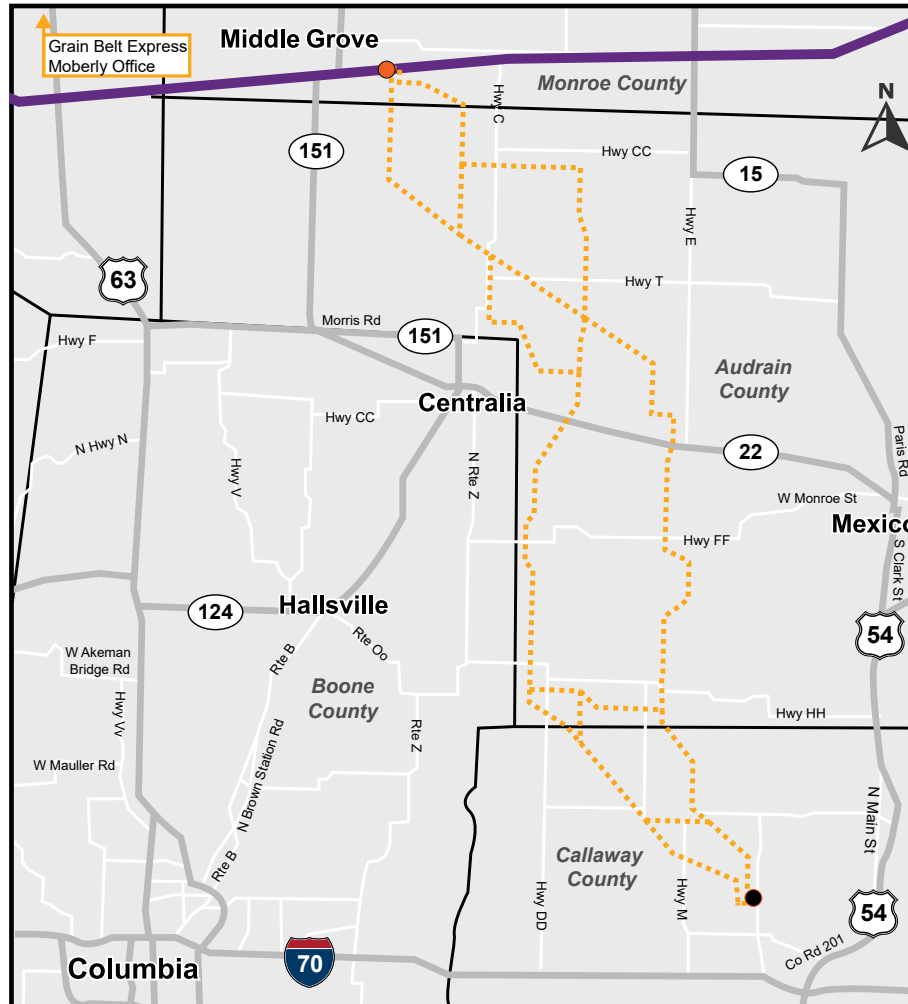 Grain Belt Express
Moberly Office
Middle Grove
Monroe County
N
Hwy C
151
Hwy CC
15
Hwy E
63
Hwy T
Morris Rd
151
Hwy F
Audrain
County
Centralia
Hwy CC
N Hwy N
Hwy V
N Rte Z
22
Paris Rd
W Monroe St
Mexico
Hwy FF
S Clark St
124
Hallsville
54
Rte Oo
Rte B
W Akeman
Bridge Rd
Boone
County
Hwy Vv
Rte Z
Hwy HH
W Mauller Rd
N Brown Station Rd
N Main St
Rte B
Callaway
County
Hwy DD
Hwy M
54
Co Rd 201
Columbia
70